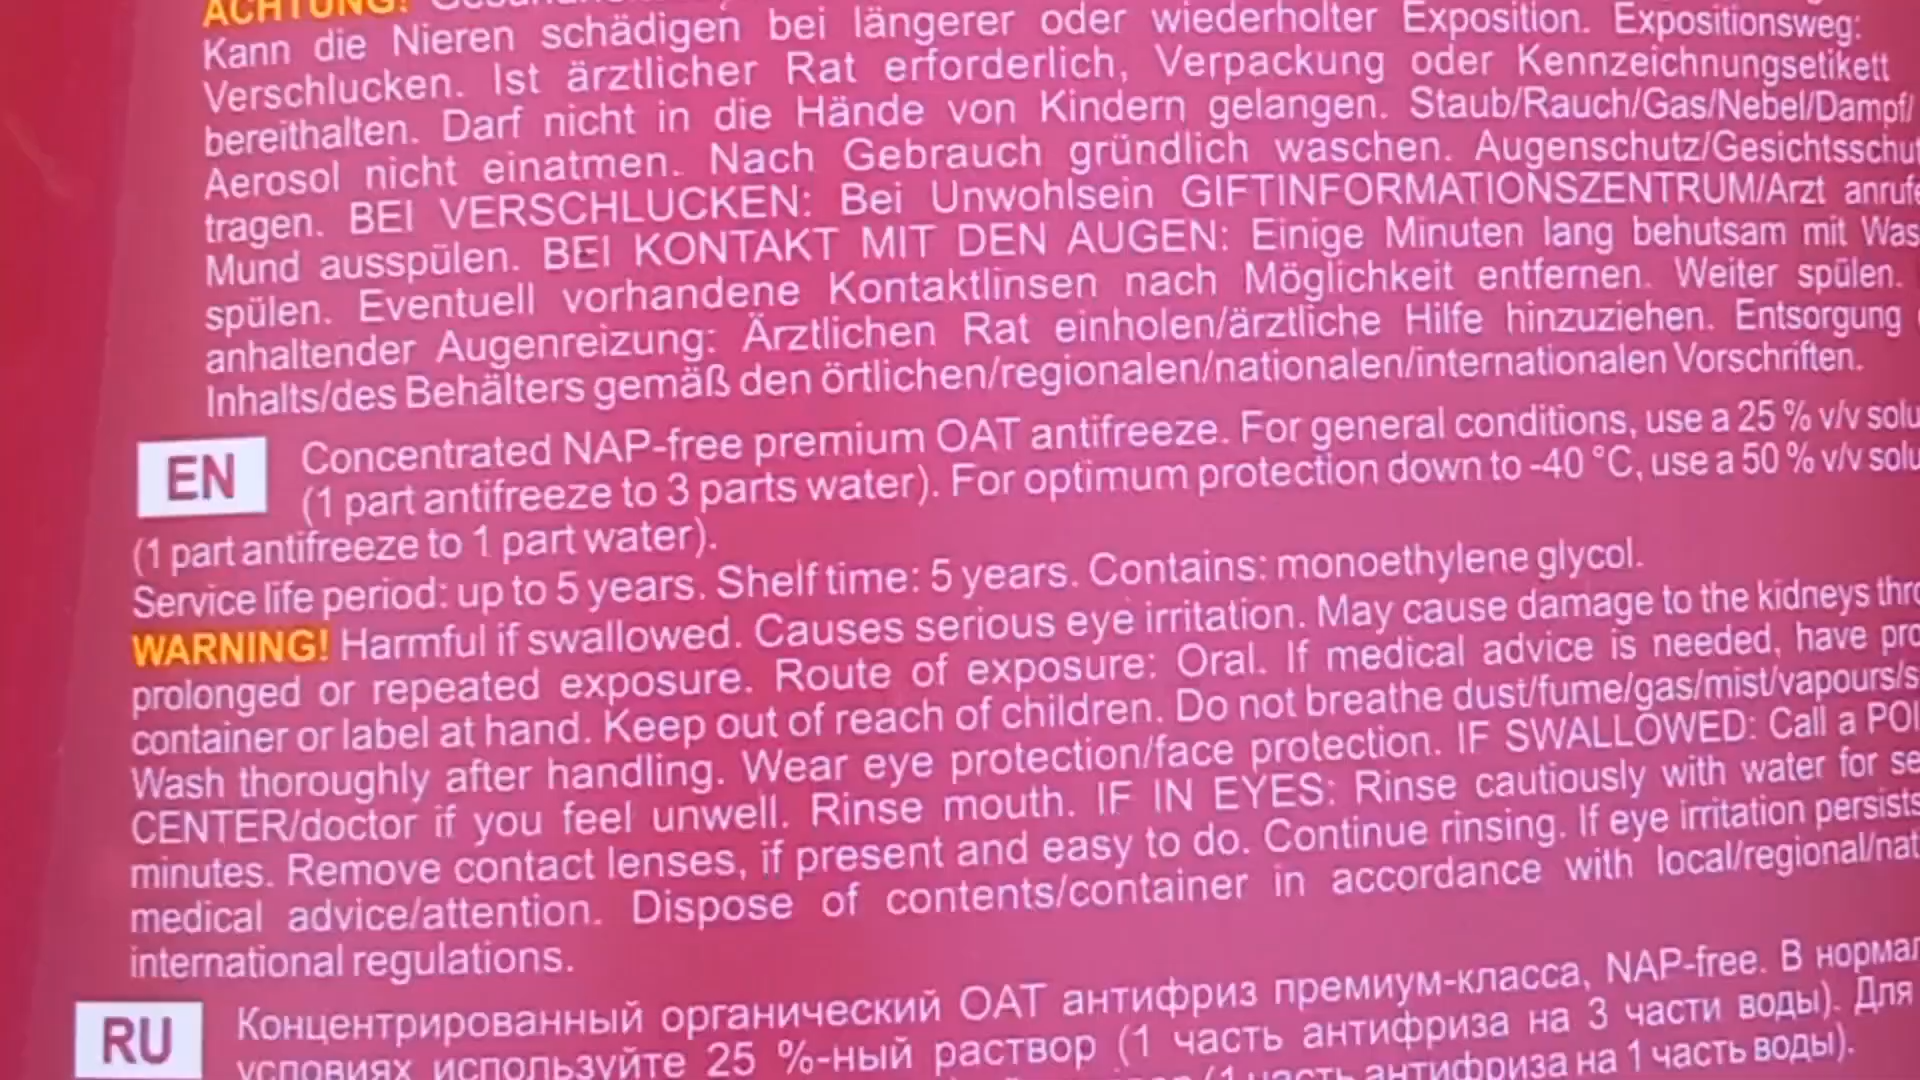 ACHTUNG!
Kann die Nieren schädigen bei längerer oder wiederholter Exposition. Expositionsweg:
Verschlucken. Ist ärztlicher Rat erforderlich, Verpackung oder Kennzeichnungsetikett
bereithalten. Darf nicht in die Hände von Kindern gelangen. Staub/Rauch/Gas/Nebel/Dampf/
Aerosol nicht einatmen. Nach Gebrauch gründlich waschen. Augenschutz/Gesichtsschut
tragen. BEI VERSCHLUCKEN: Bei Unwohlsein GIFTINFORMATIONSZENTRUM/Arzt anrufe
Mund ausspülen. BEI KONTAKT MIT DEN AUGEN: Einige Minuten lang behutsam mit Was
spülen. Eventuell vorhandene Kontaktlinsen nach Möglichkeit entfernen. Weiter spülen.
anhaltender Augenreizung: Ärztlichen Rat einholen/ärztliche Hilfe hinzuziehen. Entsorgung
Inhalts/des Behälters gemäß den örtlichen/regionalen/nationalen/internationalen Vorschriften.
EN Concentrated NAP-free premium OAT antifreeze. For general conditions, use a 25 % v/v solu
(1 part antifreeze to 3 parts water). For optimum protection down to -40 °C, use a 50 % v/v solu
(1 part antifreeze to 1 part water).
Service life period: up to 5 years. Shelf time: 5 years. Contains: monoethylene glycol.
WARNING! Harmful if swallowed. Causes serious eye irritation. May cause damage to the kidneys thro
prolonged or repeated exposure. Route of exposure: Oral. If medical advice is needed, have pro
container or label at hand. Keep out of reach of children. Do not breathe dust/fume/gas/mist/vapours/s
Wash thoroughly after handling. Wear eye protection/face protection. IF SWALLOWED: Call a POI
CENTER/doctor if you feel unwell. Rinse mouth. IF IN EYES: Rinse cautiously with water for se
minutes. Remove contact lenses, if present and easy to do. Continue rinsing. If eye irritation persists
medical advice/attention. Dispose of contents/container in accordance with local/regional/nat
international regulations.
RU Концентрированный органический ОАТ антифриз премиум-класса, NAP-free. В нормал
условиях используйте 25 %-ный раствор (1 часть антифриза на 3 части воды). Для
(1 часть антифриза на 1 часть воды).